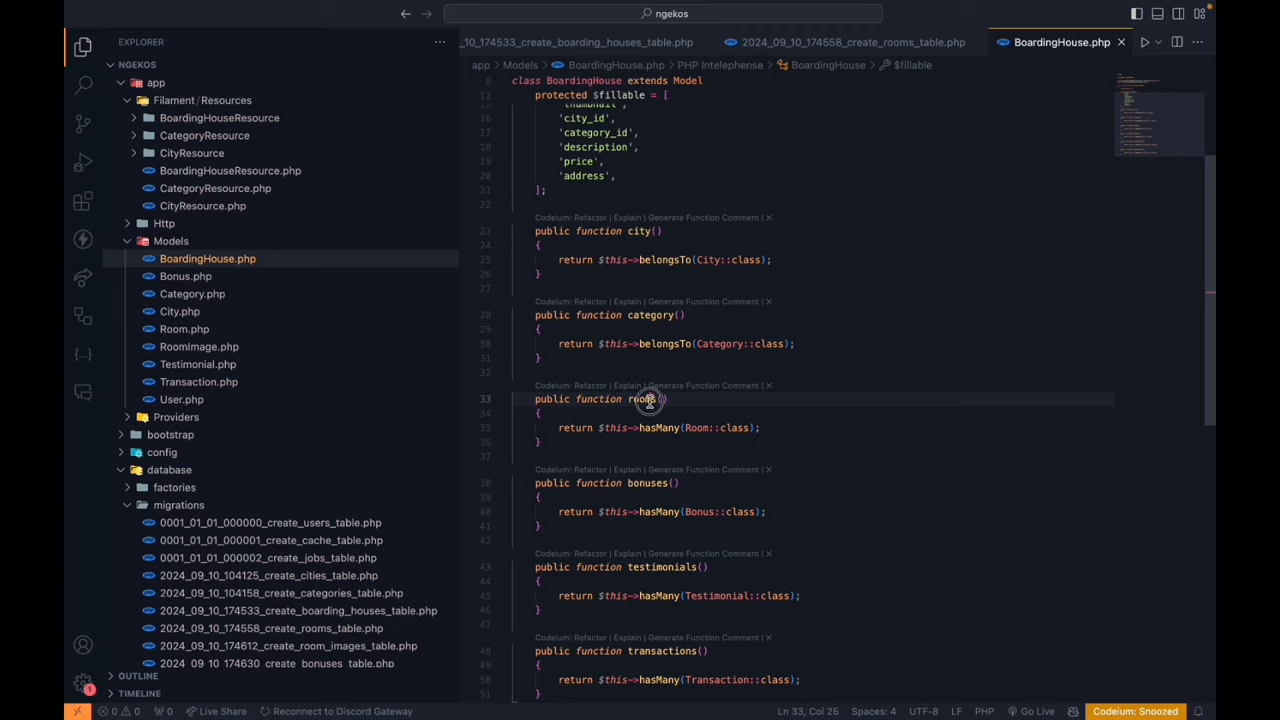 ngekos
EXPLORER
_10_174533_create_boarding_houses_table.php
2024_09_10_174558_create_rooms_table.php
BoardingHouse.php
NGEKOS
app > Models > BoardingHouse.php > PHP Intelephense > BoardingHouse > $fillable
app
Filament/Resources
BoardingHouseResource
CategoryResource
CityResource
BoardingHouseResource.php
CategoryResource.php
CityResource.php
Http
Models
BoardingHouse.php
Bonus.php
Category.php
City.php
Room.php
RoomImage.php
Testimonial.php
Transaction.php
User.php
Providers
bootstrap
config
database
factories
migrations
0001_01_01_000000_create_users_table.php
0001_01_01_000001_create_cache_table.php
0001_01_01_000002_create_jobs_table.php
2024_09_10_104125_create_cities_table.php
2024_09_10_104158_create_categories_table.php
2024_09_10_174533_create_boarding_houses_table.php
2024_09_10_174558_create_rooms_table.php
2024_09_10_174612_create_room_images_table.php
2024_09_10_174630_create_bonuses_table.php
OUTLINE
TIMELINE
8 class BoardingHouse extends Model
12 protected $fillable = [
15 'thumbnail',
16 'city_id',
17 'category_id',
18 'description',
19 'price',
20 'address',
21 ];
22
Codeium: Refactor | Explain | Generate Function Comment | ✕
23 public function city()
24 {
25 return $this->belongsTo(City::class);
26 }
27
Codeium: Refactor | Explain | Generate Function Comment | ✕
28 public function category()
29 {
30 return $this->belongsTo(Category::class);
31 }
32
Codeium: Refactor | Explain | Generate Function Comment | ✕
33 public function rooms()
34 {
35 return $this->hasMany(Room::class);
36 }
37
Codeium: Refactor | Explain | Generate Function Comment | ✕
38 public function bonuses()
39 {
40 return $this->hasMany(Bonus::class);
41 }
42
Codeium: Refactor | Explain | Generate Function Comment | ✕
43 public function testimonials()
44 {
45 return $this->hasMany(Testimonial::class);
46 }
47
Codeium: Refactor | Explain | Generate Function Comment | ✕
48 public function transactions()
49 {
50 return $this->hasMany(Transaction::class);
51 }
1
0 0 0 Live Share Reconnect to Discord Gateway Ln 33, Col 25 Spaces: 4 UTF-8 LF PHP Go Live Codeium: Snoozed